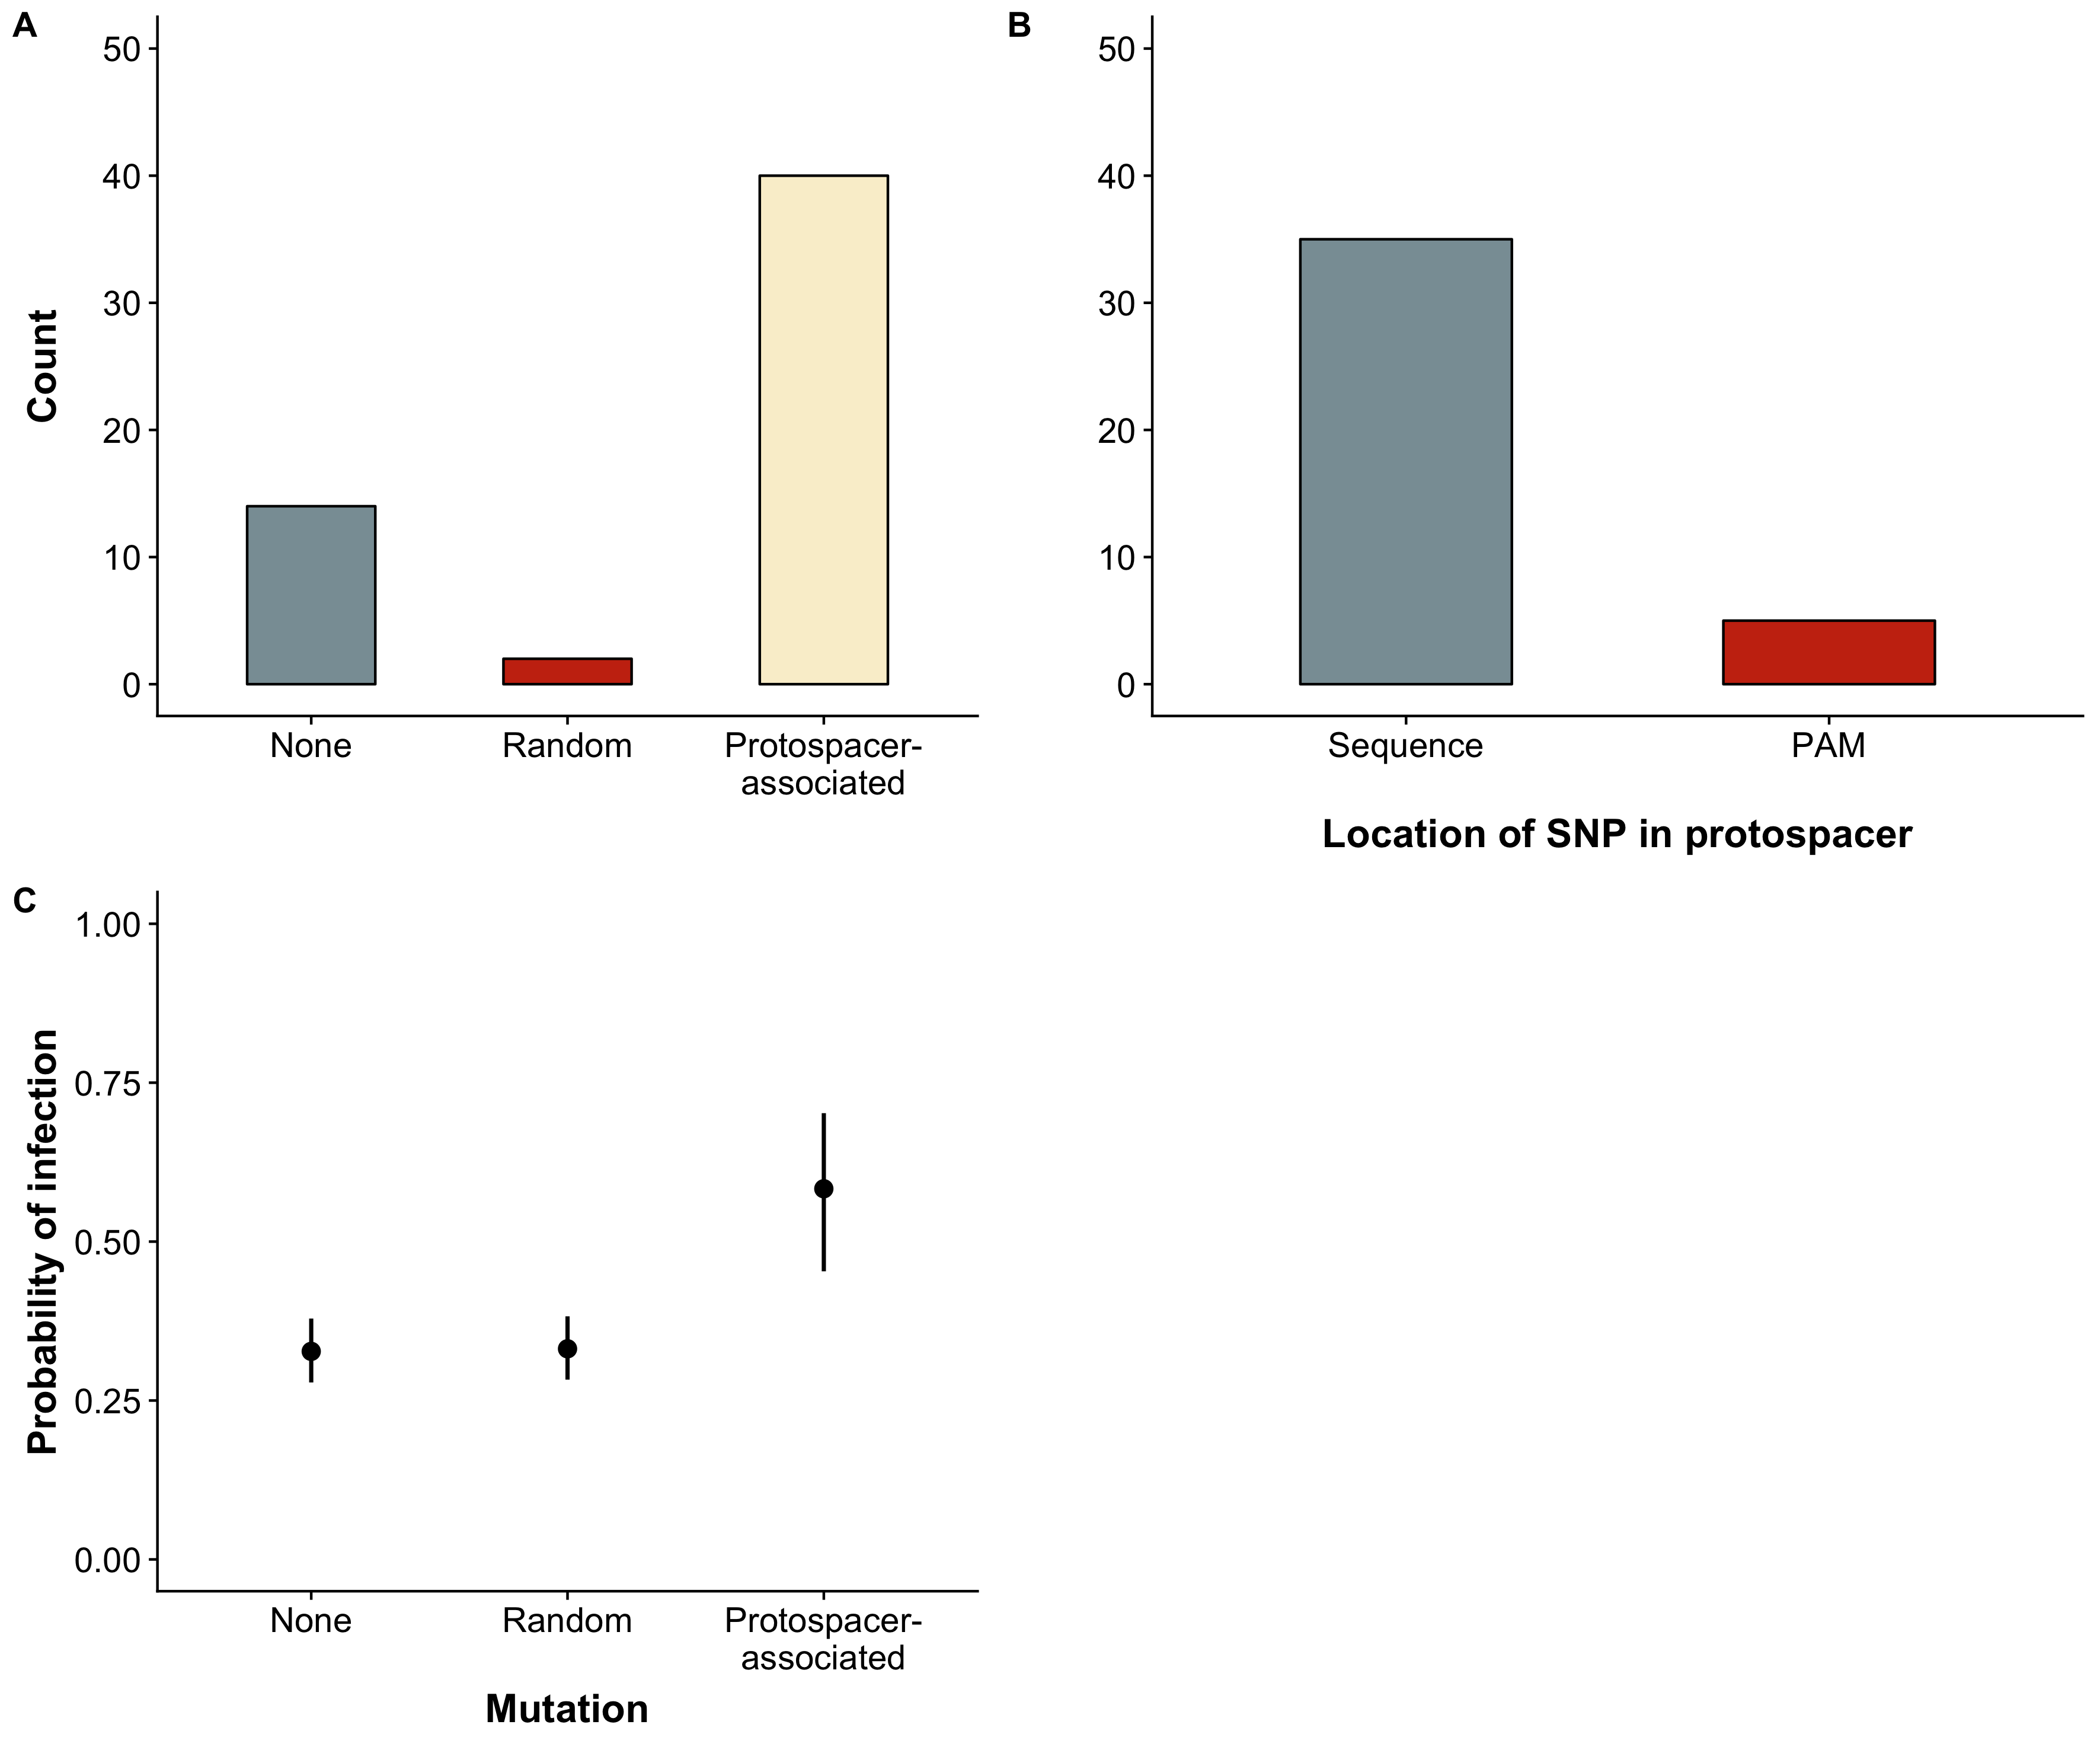 A
50
40
30
20
10
0
Count
None
Random
Protospacer-
associated
B
50
40
30
20
10
0
Sequence
PAM
Location of SNP in protospacer
C
1.00
0.75
0.50
0.25
0.00
Probability of infection
None
Random
Protospacer-
associated
Mutation